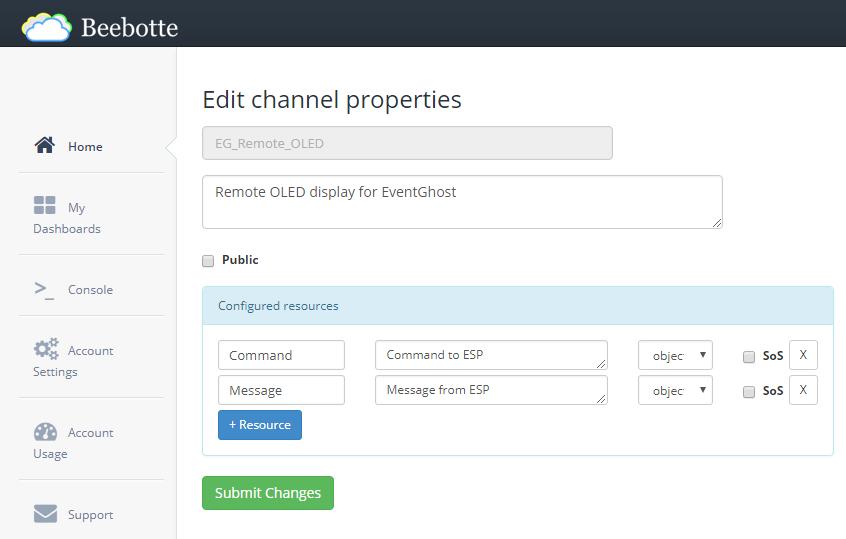 Beebotte
Home
My
Dashboards
Console
Account
Settings
Account
Usage
Support
Edit channel properties
EG_Remote_OLED
Remote OLED display for EventGhost
Public
Configured resources
Command Command to ESP objec SoS X
Message Message from ESP objec SoS X
+ Resource
Submit Changes